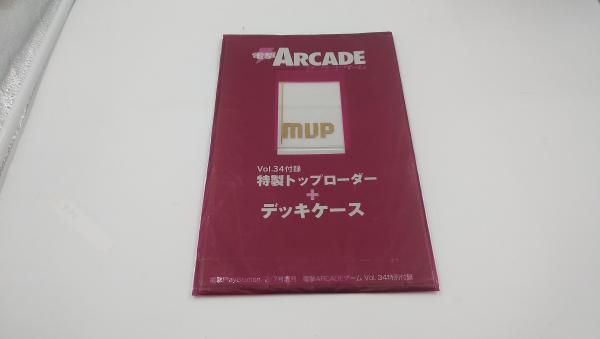 電撃ARCADE
MVP
Vol.34付録
特製トップローダー
+
デッキケース
電撃PlayStation 2/7号増刊 電撃ARCADEゲーム Vol.34特別付録